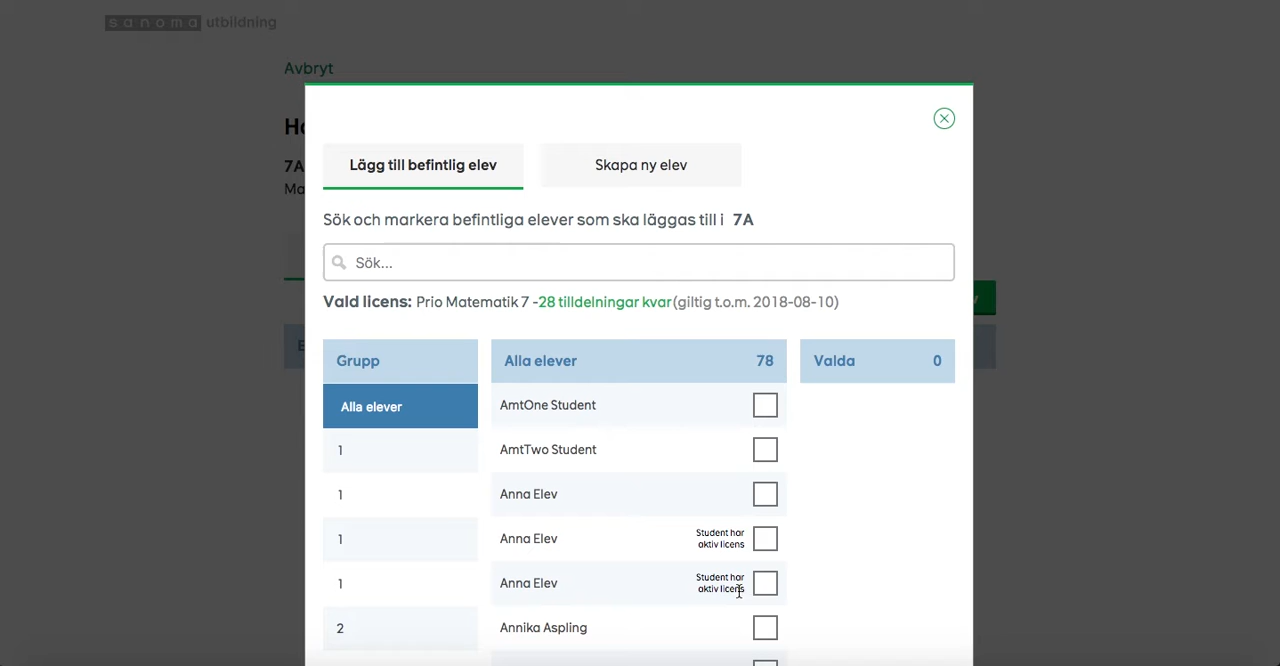 sanoma utbildning
Avbryt
Ha
7A
Ma
Lägg till befintlig elev
Skapa ny elev
Sök och markera befintliga elever som ska läggas till i 7A
Sök...
Vald licens: Prio Matematik 7 -28 tilldelningar kvar(giltig t.o.m. 2018-08-10)
v
E
Grupp
Alla elever 78
Valda 0
Alla elever
AmtOne Student
1
AmtTwo Student
1
Anna Elev
1
Anna Elev
Student har
aktiv licens
1
Anna Elev
Student har
aktiv licens
2
Annika Aspling